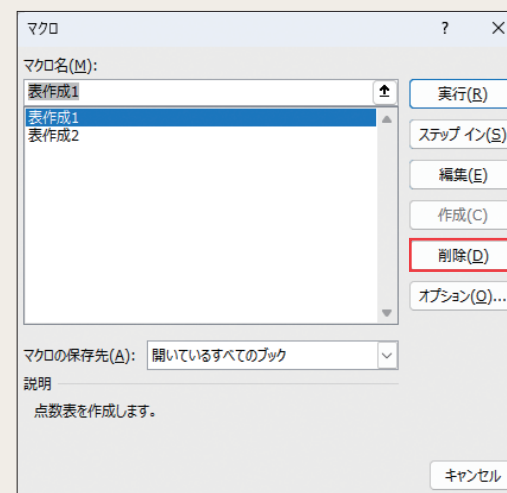 マクロ
? ×
マクロ名(M):
表作成1
実行(R)
表作成1
表作成2
ステップ イン(S)
編集(E)
作成(C)
削除(D)
オプション(O)...
マクロの保存先(A): 開いているすべてのブック
説明
点数表を作成します。
キャンセル